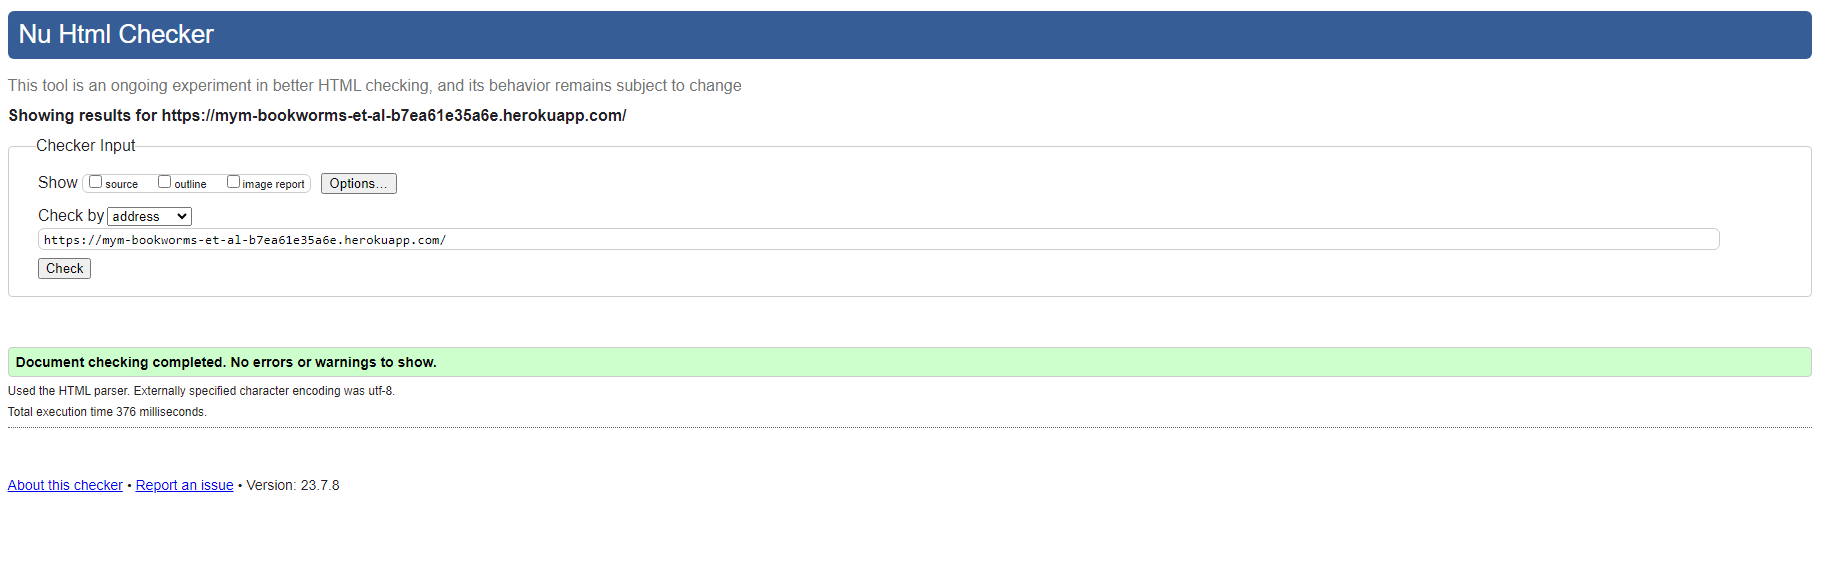 Nu Html Checker
This tool is an ongoing experiment in better HTML checking, and its behavior remains subject to change
Showing results for https://mym-bookworms-et-al-b7ea61e35a6e.herokuapp.com/
Checker Input
Show source outline image report Options...
Check by address
https://mym-bookworms-et-al-b7ea61e35a6e.herokuapp.com/
Check
Document checking completed. No errors or warnings to show.
Used the HTML parser. Externally specified character encoding was utf-8.
Total execution time 376 milliseconds.
About this checker • Report an issue • Version: 23.7.8